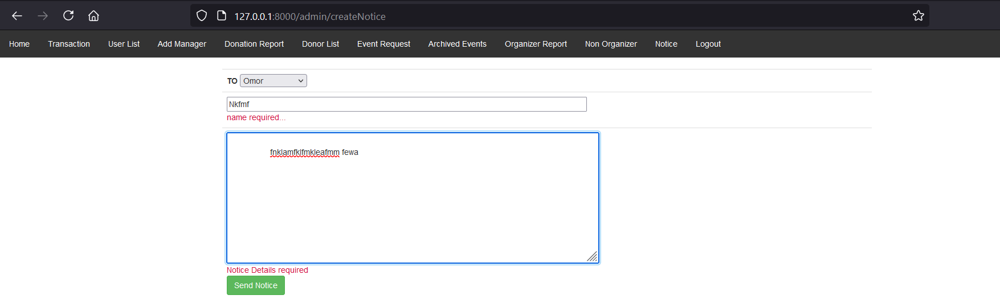 127.0.0.1:8000/admin/createNotice
Home Transaction User List Add Manager Donation Report Donor List Event Request Archived Events Organizer Report Non Organizer Notice Logout
TO Omor
Nkfmf
name required...
fnklamfklfmkleafmm fewa
Notice Details required
Send Notice